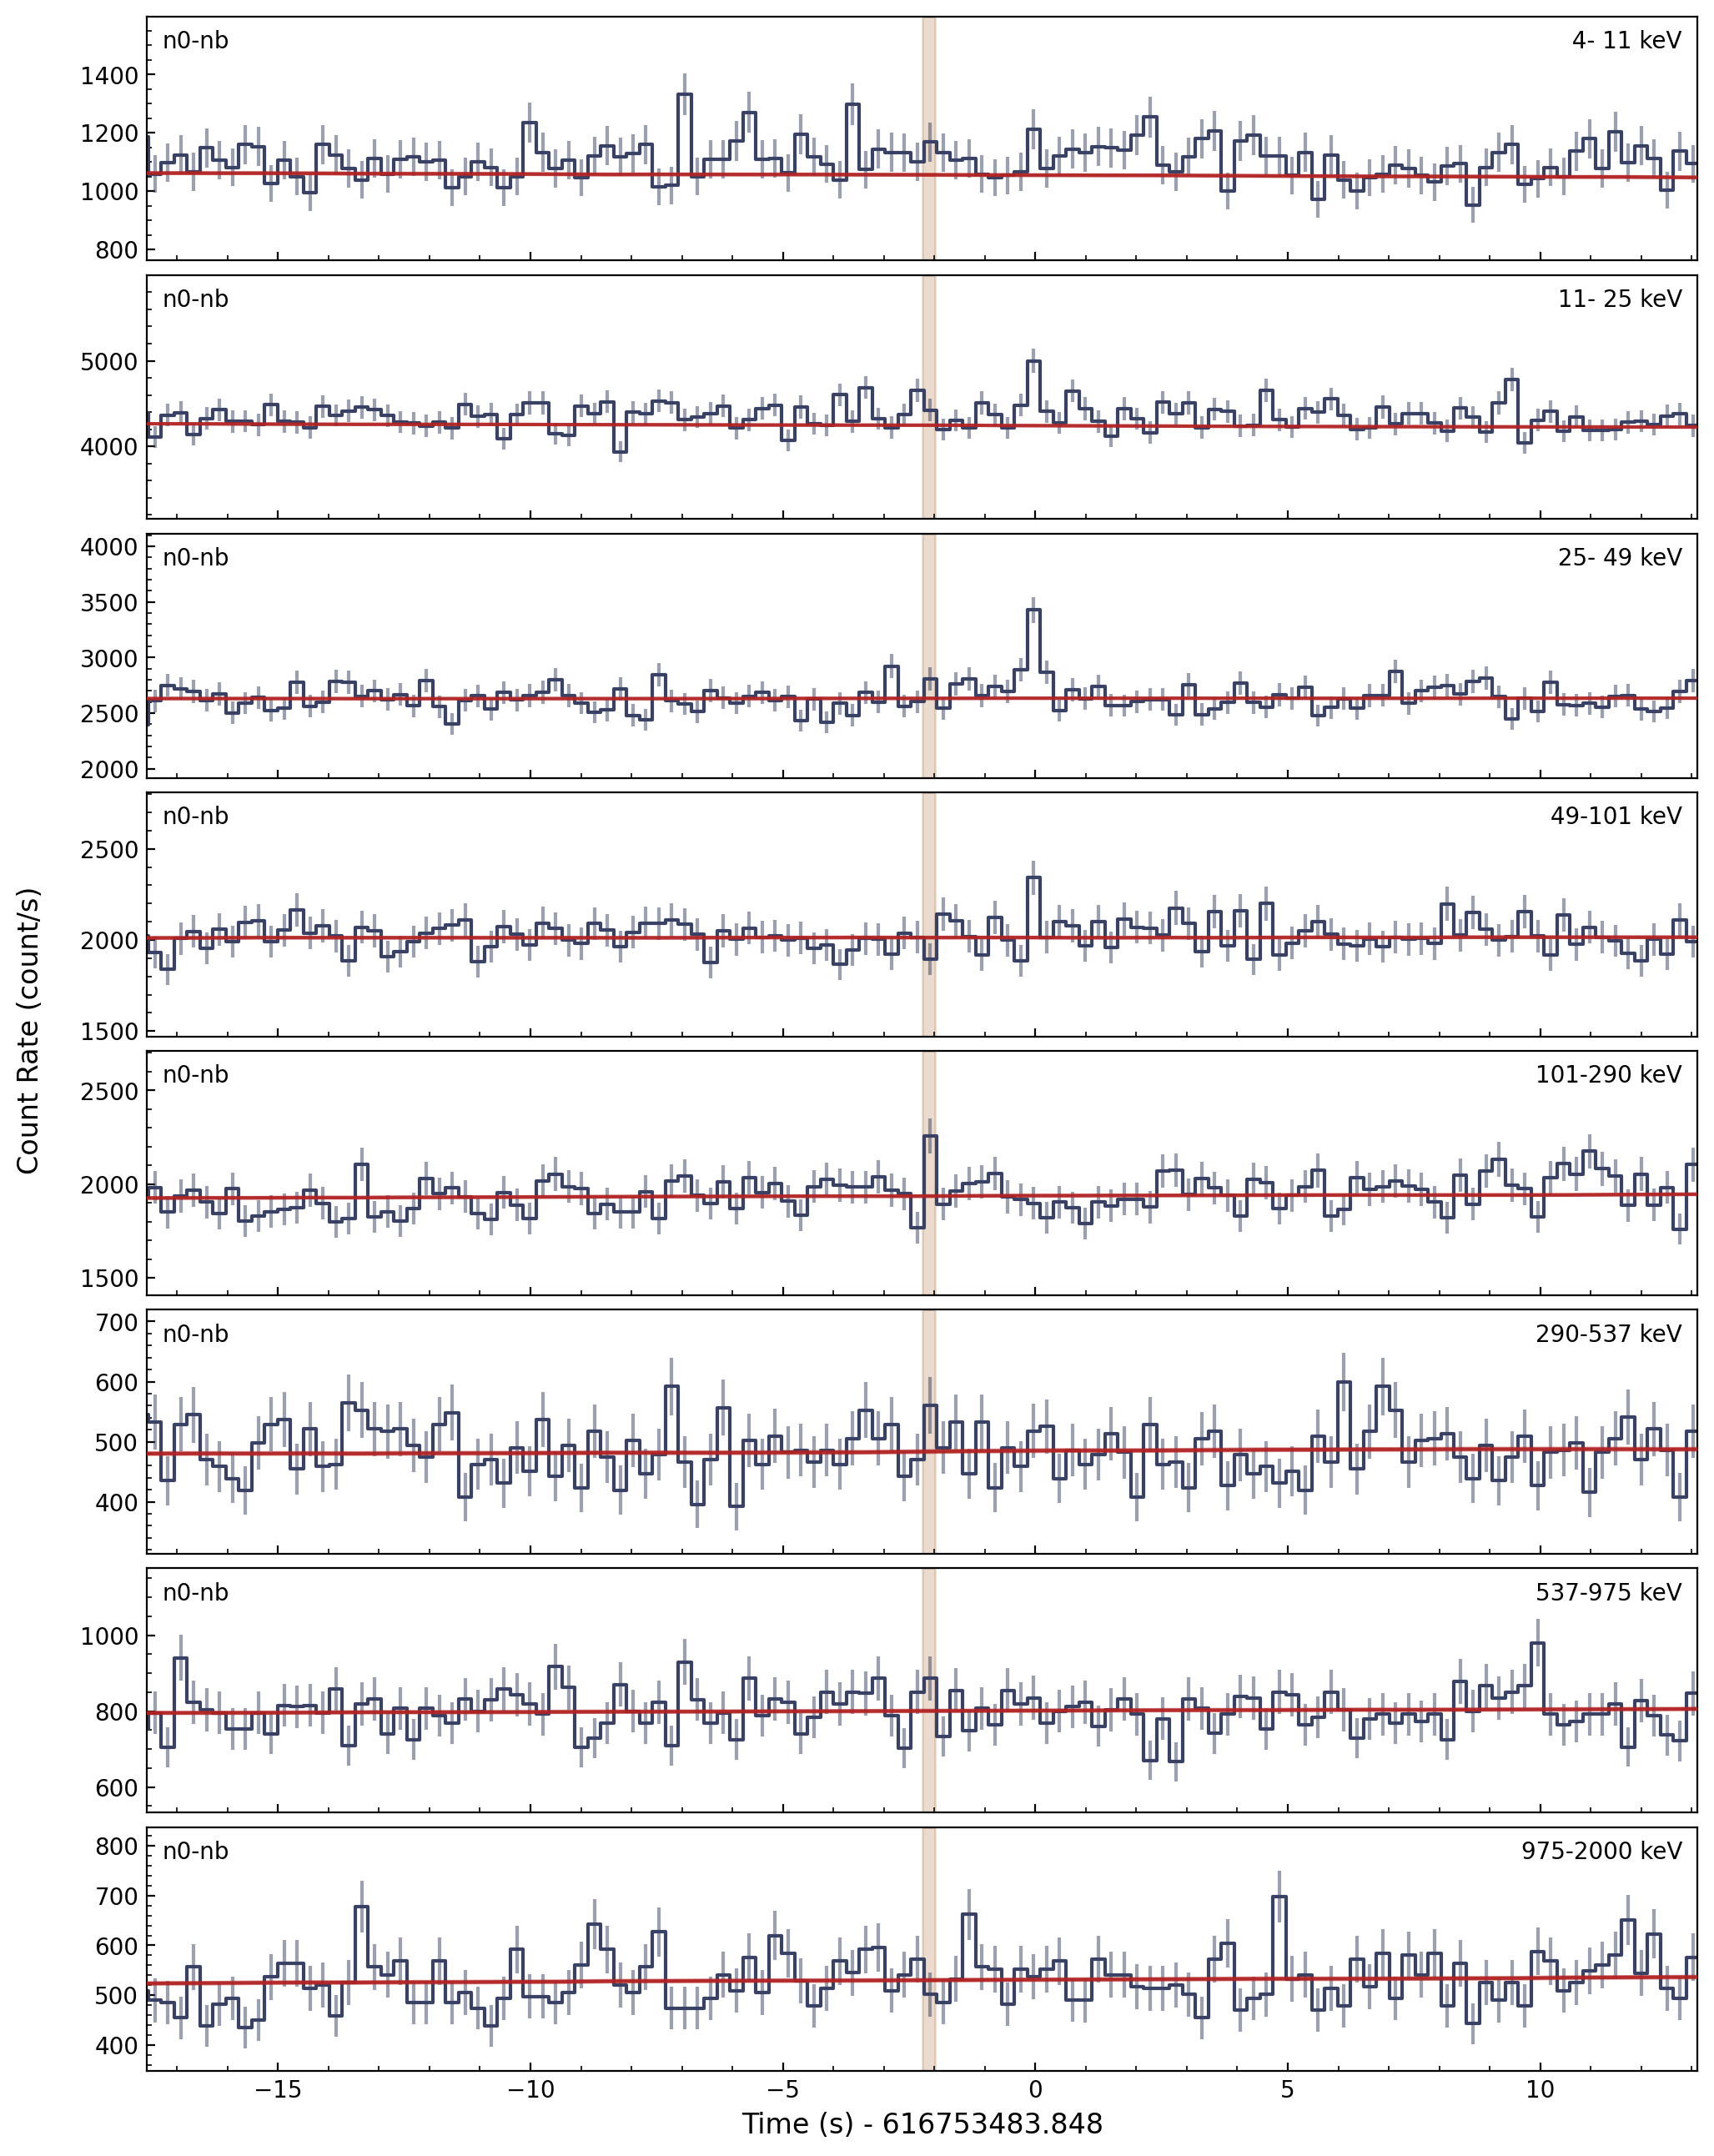 n0-nb 4- 11 keV
1400
1200
1000
800
n0-nb 11- 25 keV
5000
4000
n0-nb 25- 49 keV
4000
3500
3000
2500
2000
n0-nb 49-101 keV
2500
2000
1500
n0-nb 101-290 keV
2500
2000
1500
n0-nb 290-537 keV
700
600
500
400
n0-nb 537-975 keV
1000
800
600
n0-nb 975-2000 keV
800
700
600
500
400
−15 −10 −5 0 5 10
Time (s) - 616753483.848
Count Rate (count/s)